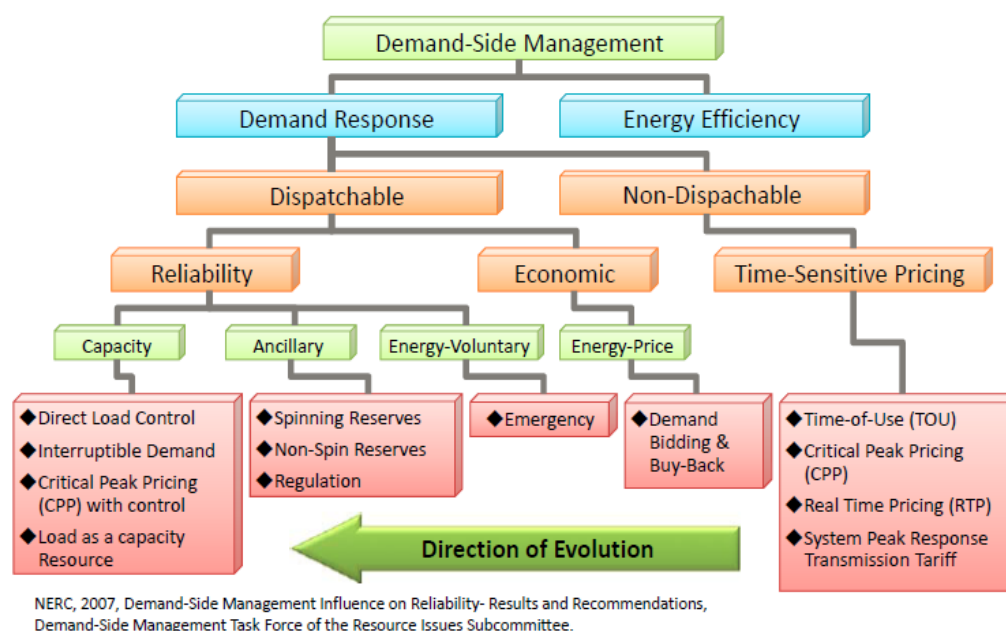 Demand-Side Management
Demand Response
Energy Efficiency
Dispatchable
Non-Dispachable
Reliability
Economic
Time-Sensitive Pricing
Capacity
Ancillary
Energy-Voluntary
Energy-Price
◆Direct Load Control
◆Interruptible Demand
◆Critical Peak Pricing
(CPP) with control
◆Load as a capacity
Resource
◆Spinning Reserves
◆Non-Spin Reserves
◆Regulation
◆Emergency
◆Demand
Bidding &
Buy-Back
◆Time-of-Use (TOU)
◆Critical Peak Pricing
(CPP)
◆Real Time Pricing (RTP)
◆System Peak Response
Transmission Tariff
Direction of Evolution
NERC, 2007, Demand-Side Management Influence on Reliability- Results and Recommendations,
Demand-Side Management Task Force of the Resource Issues Subcommittee.